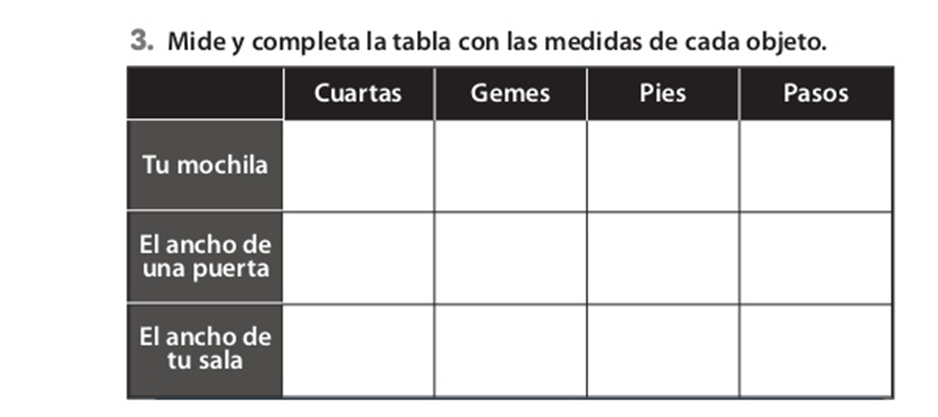 3. Mide y completa la tabla con las medidas de cada objeto.
Cuartas Gemes Pies Pasos
Tu mochila
El ancho de
una puerta
El ancho de
tu sala